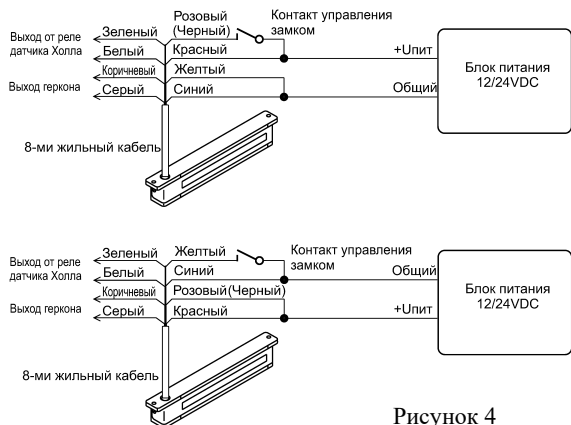 Розовый
(Черный)
Контакт управления
замком
Выход от реле
датчика Холла
Зеленый
Белый
Красный
+Uпит
Коричневый
Желтый
Выход геркона
Серый
Синий
Общий
Блок питания
12/24VDC
8-ми жильный кабель
Выход от реле
датчика Холла
Зеленый
Желтый
Контакт управления
замком
Белый
Синий
Общий
Коричневый
Розовый(Черный)
Выход геркона
Серый
Красный
+Uпит
Блок питания
12/24VDC
8-ми жильный кабель
Рисунок 4